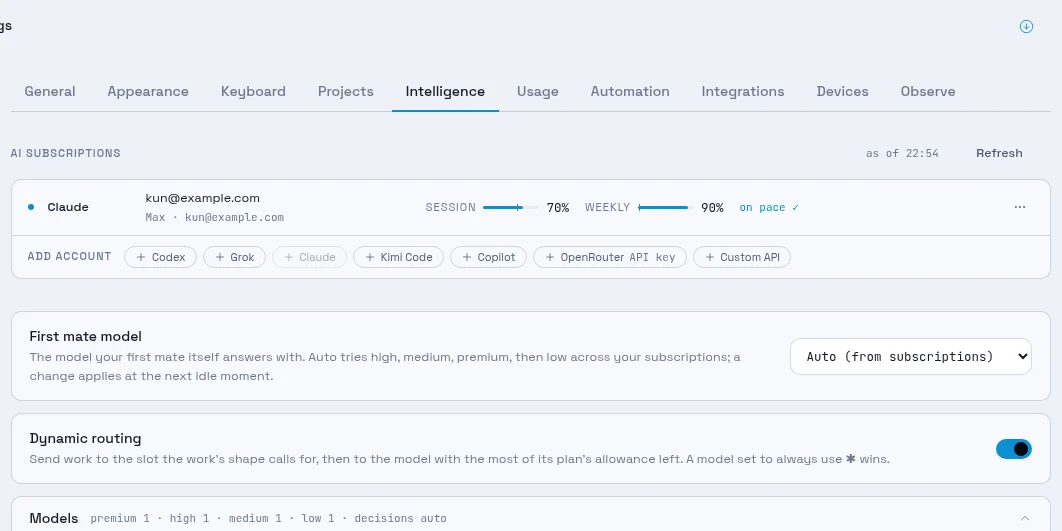 gs
General Appearance Keyboard Projects Intelligence Usage Automation Integrations Devices Observe
AI SUBSCRIPTIONS as of 22:54 Refresh
Claude kun@example.com SESSION 70% WEEKLY 90% on pace ✓ ···
Max · kun@example.com
ADD ACCOUNT + Codex + Grok + Claude + Kimi Code + Copilot + OpenRouter API key + Custom API
First mate model
The model your first mate itself answers with. Auto tries high, medium, premium, then low across your subscriptions; a
change applies at the next idle moment.
Auto (from subscriptions)
Dynamic routing
Send work to the slot the work's shape calls for, then to the model with the most of its plan's allowance left. A model set to always use ✱ wins.
Models premium 1 · high 1 · medium 1 · low 1 · decisions auto